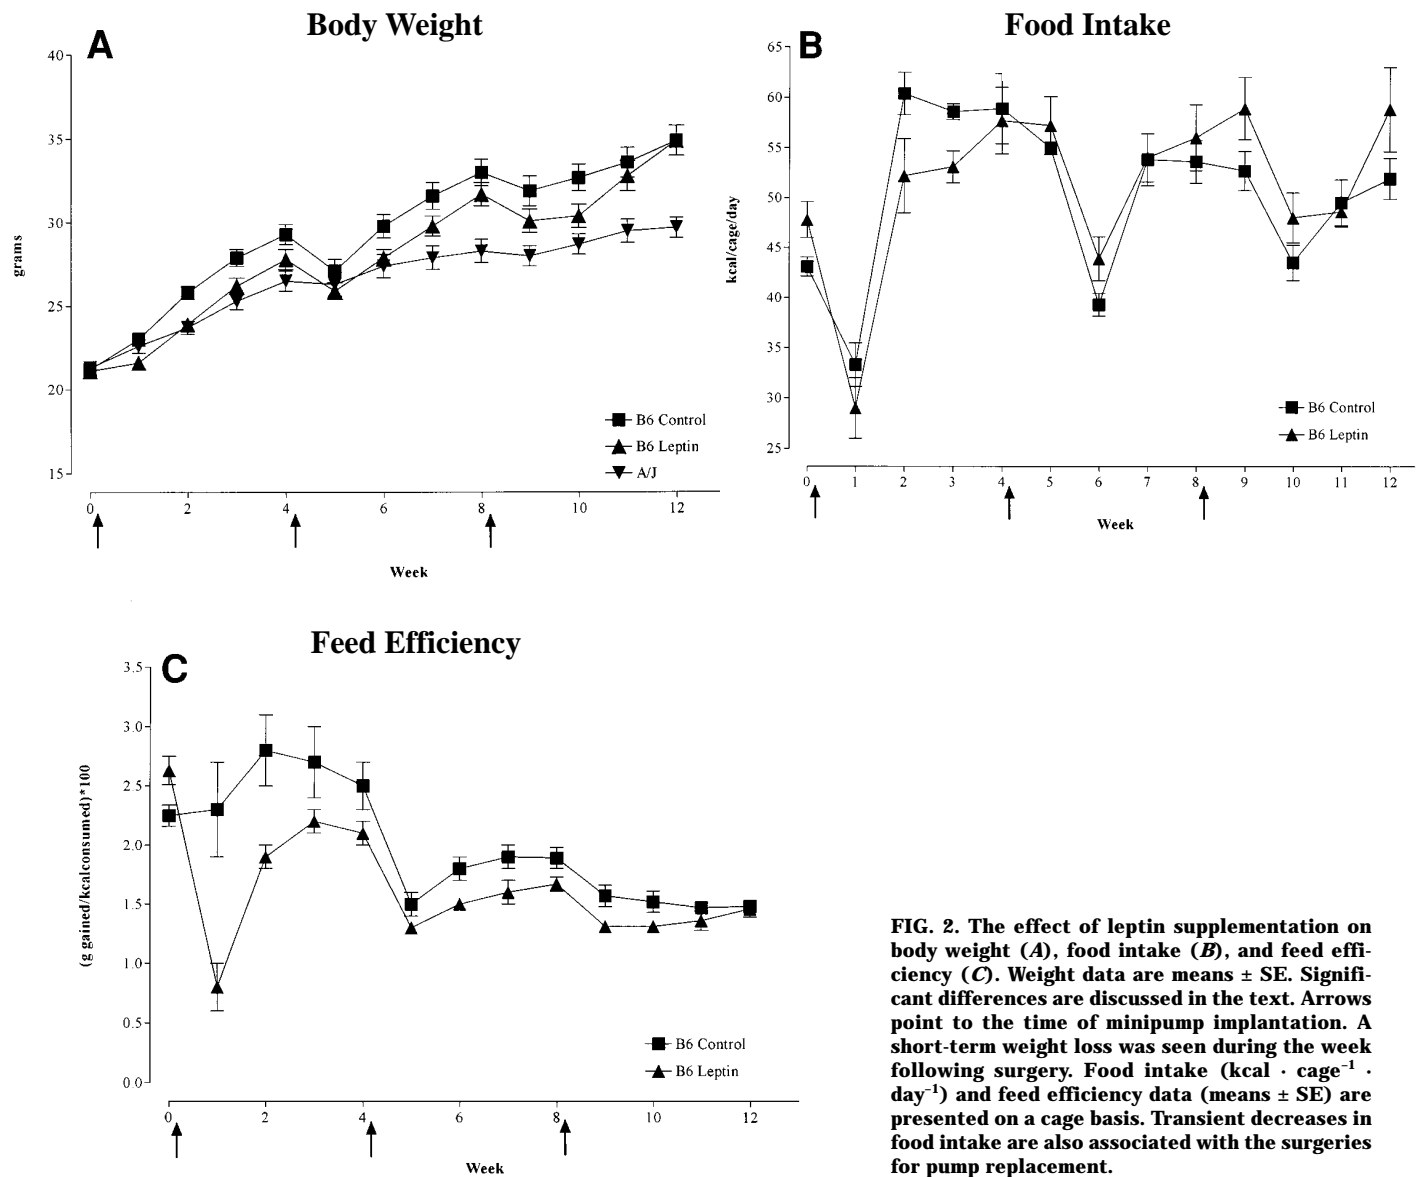 A
Body Weight
40
35
30
25
20
15
grams
B6 Control
B6 Leptin
A/J
0
2
4
6
8
10
12
Week
B
Food Intake
65
60
55
50
45
40
35
30
25
kcal/cage/day
B6 Control
B6 Leptin
0
1
2
3
4
5
6
7
8
9
10
11
12
Week
C
Feed Efficiency
3.5
3.0
2.5
2.0
1.5
1.0
0.5
0 0
(g gained/kcalconsumed)*100
B6 Control
B6 Leptin
0
2
4
6
8
10
12
Week
FIG. 2. The effect of leptin supplementation on
body weight (A), food intake (B), and feed effi-
ciency (C). Weight data are means ± SE. Signifi-
cant differences are discussed in the text. Arrows
point to the time of minipump implantation. A
short-term weight loss was seen during the week
following surgery. Food intake (kcal · cage⁻¹ ·
day⁻¹) and feed efficiency data (means ± SE) are
presented on a cage basis. Transient decreases in
food intake are also associated with the surgeries
for pump replacement.